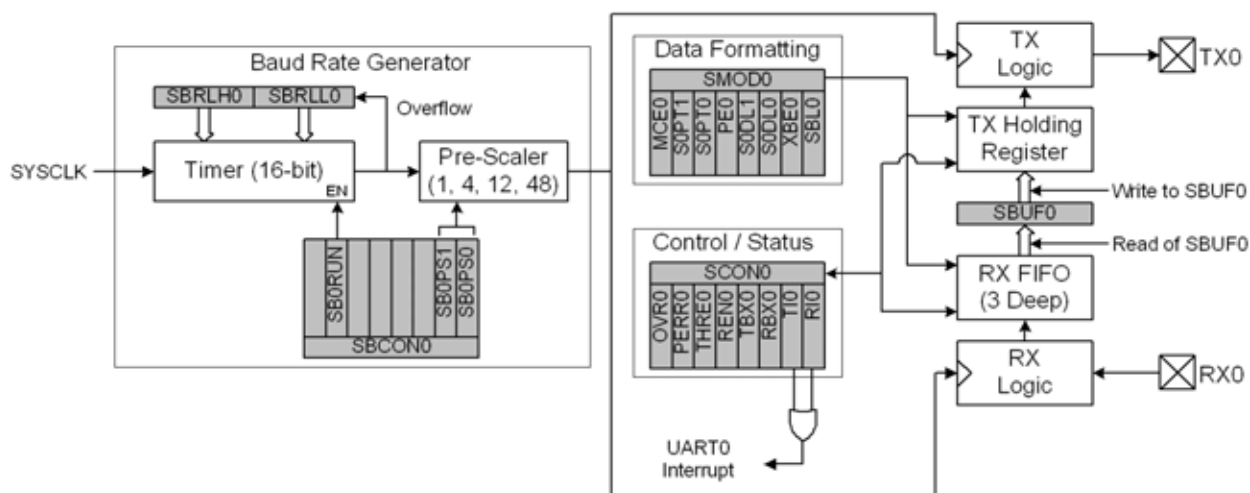 Baud Rate Generator
SBRLH0 SBRLL0
Overflow
SYSCLK
Timer (16-bit)
EN
Pre-Scaler
(1, 4, 12, 48)
SB0RUN
SB0PS1
SB0PS0
SBCON0
Data Formatting
SMOD0
MCE0
S0PT1
S0PT0
PE0
S0DL1
S0DL0
XBE0
SBL0
Control / Status
SCON0
OVR0
PERR0
THRE0
REN0
TBX0
RBX0
TI0
RI0
UART0
Interrupt
TX
Logic
TX0
TX Holding
Register
Write to SBUF0
SBUF0
Read of SBUF0
RX FIFO
(3 Deep)
RX
Logic
RX0